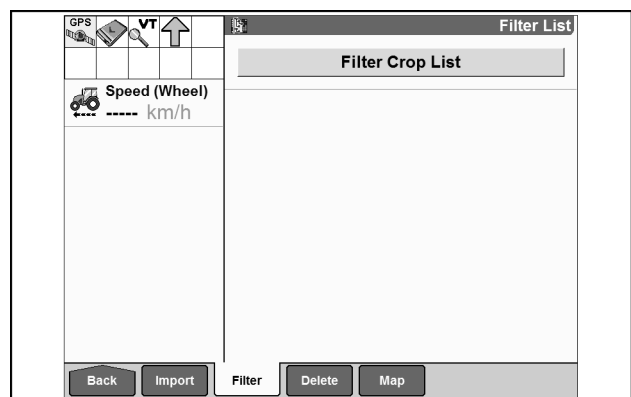 GPS
VT
Filter List
Filter Crop List
Speed (Wheel)
----- km/h
Back
Import
Filter
Delete
Map